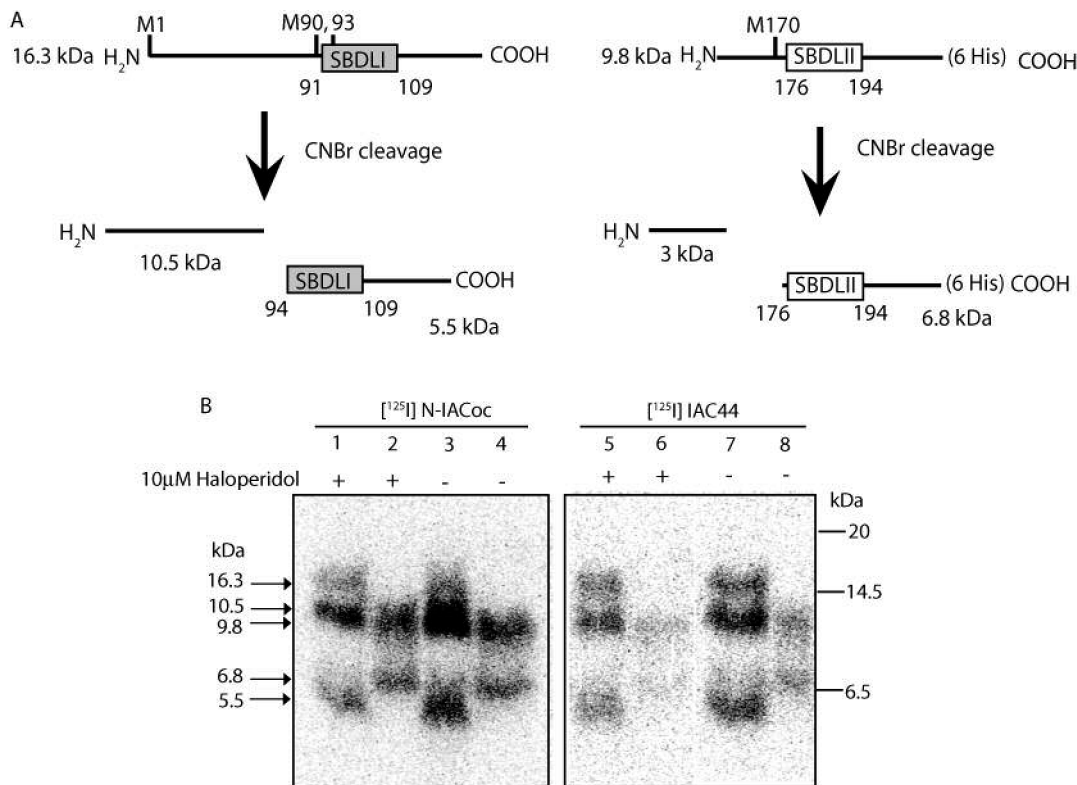 A
M1 M90, 93 M170
16.3 kDa H2N SBDLI COOH 9.8 kDa H2N SBDLII (6 His) COOH
91 109 176 194
CNBr cleavage CNBr cleavage
H2N H2N
10.5 kDa 3 kDa
SBDLI COOH SBDLII (6 His) COOH
94 109 176 194
5.5 kDa 6.8 kDa
B [125I] N-IACoc [125I] IAC44
1 2 3 4 5 6 7 8
10μM Haloperidol + + - - + + - -
kDa
kDa
20
16.3
14.5
10.5
9.8
6.8
6.5
5.5